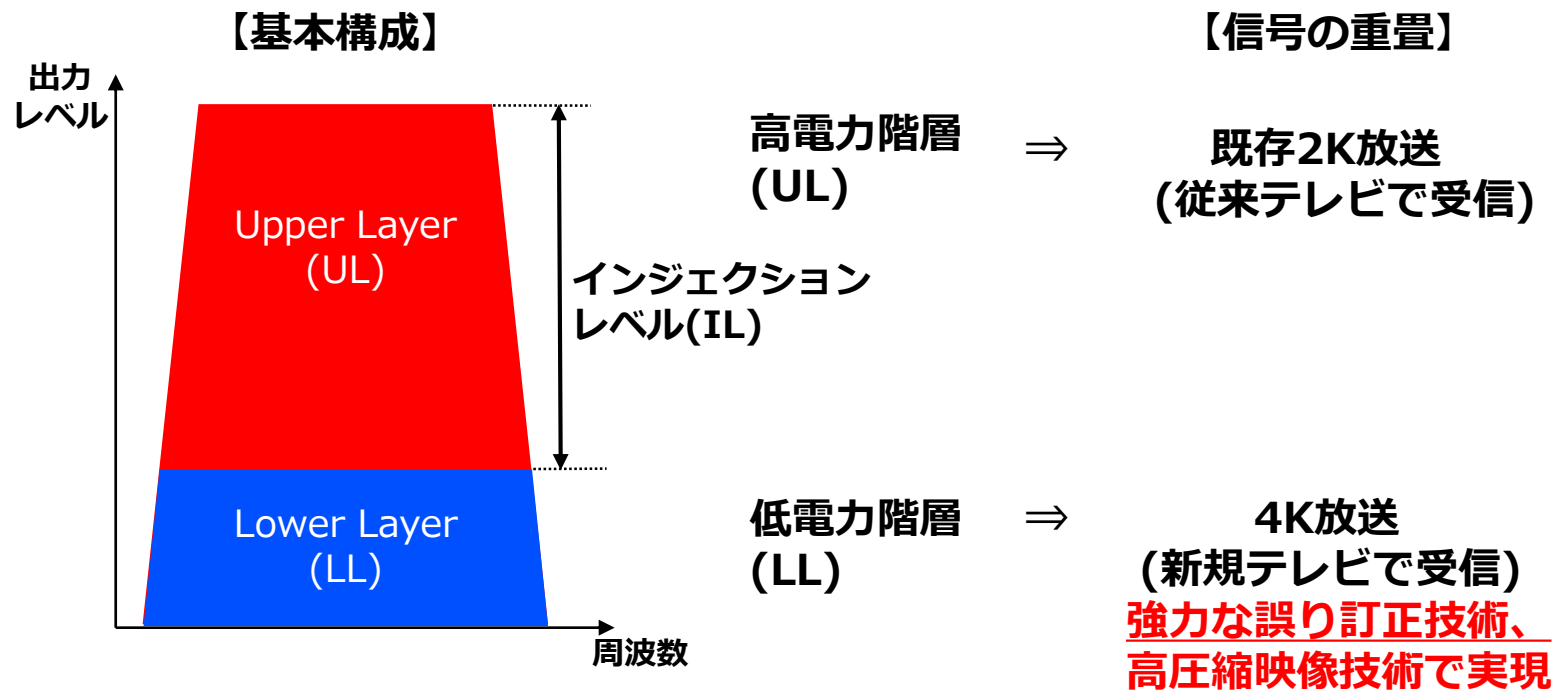 【基本構成】
【信号の重畳】
出力
レベル
Upper Layer
(UL)
インジェクション
レベル(IL)
Lower Layer
(LL)
周波数
高電力階層
(UL)
⇒
既存2K放送
(従来テレビで受信)
低電力階層
(LL)
⇒
4K放送
(新規テレビで受信)
強力な誤り訂正技術、
高圧縮映像技術で実現